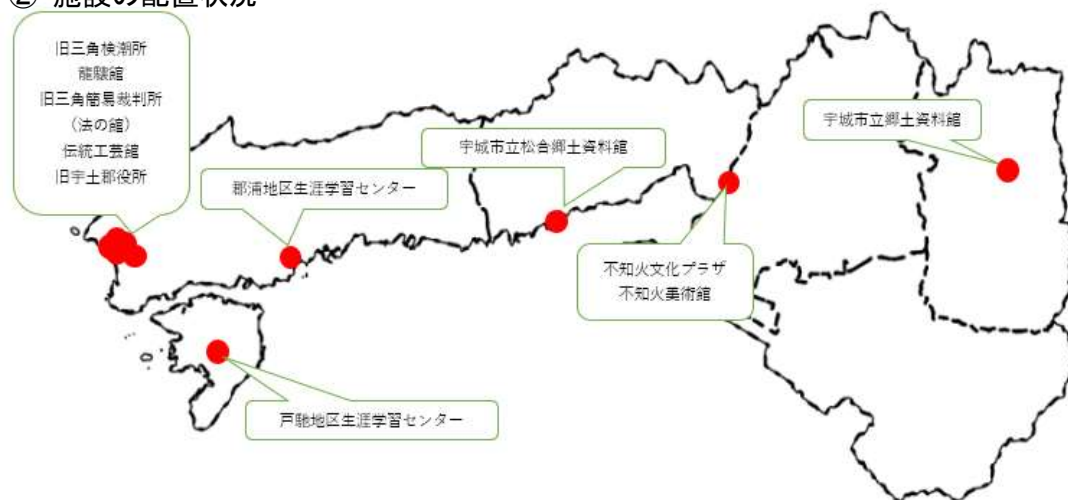 ② 施設の配置状況
旧三角検潮所
龍驤館
旧三角簡易裁判所
(法の館)
伝統工芸館
旧宇土郡役所
郡浦地区生涯学習センター
宇城市立松合郷土資料館
宇城市立郷土資料館
不知火文化プラザ
不知火美術館
戸馳地区生涯学習センター